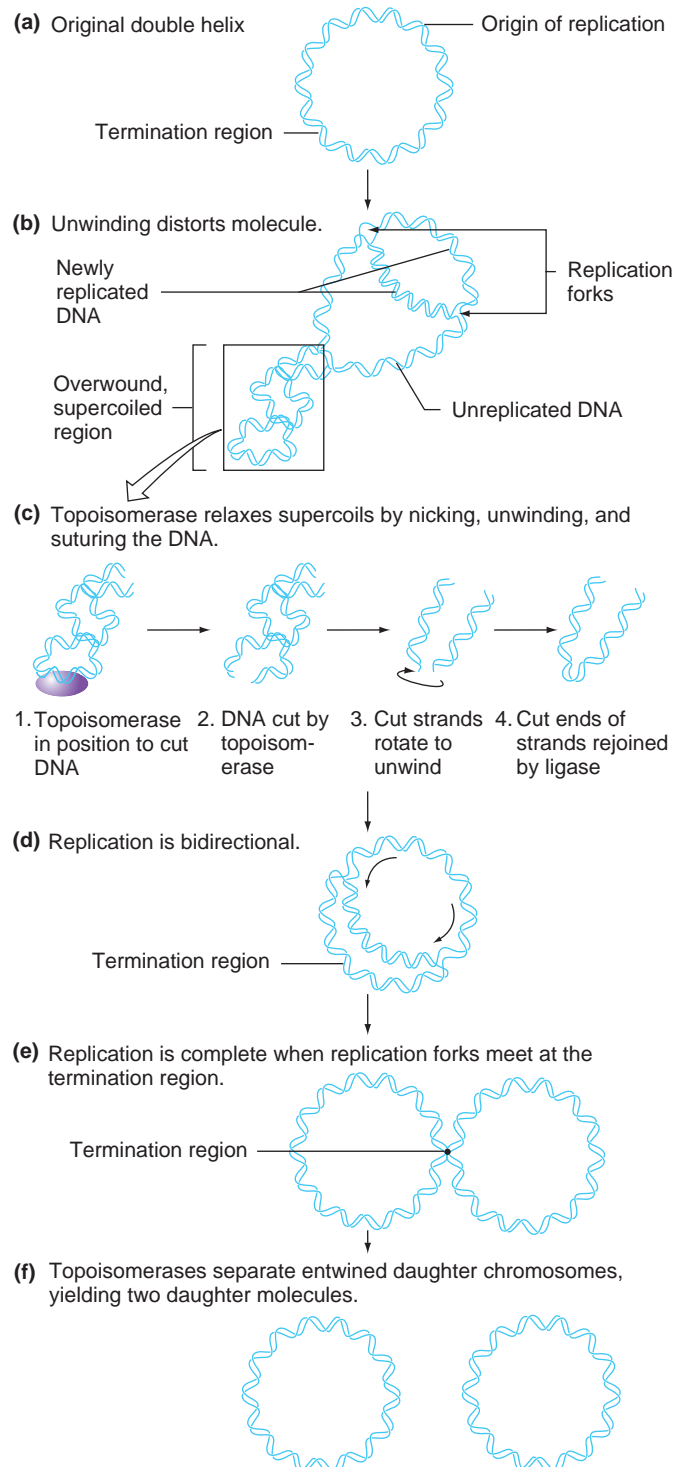 (a) Original double helix
Origin of replication
Termination region
(b) Unwinding distorts molecule.
Newly
replicated
DNA
Replication
forks
Overwound,
supercoiled
region
Unreplicated DNA
(c) Topoisomerase relaxes supercoils by nicking, unwinding, and
suturing the DNA.
1. Topoisomerase
in position to cut
DNA
2. DNA cut by
topoisom-
erase
3. Cut strands
rotate to
unwind
4. Cut ends of
strands rejoined
by ligase
(d) Replication is bidirectional.
Termination region
(e) Replication is complete when replication forks meet at the
termination region.
Termination region
(f) Topoisomerases separate entwined daughter chromosomes,
yielding two daughter molecules.